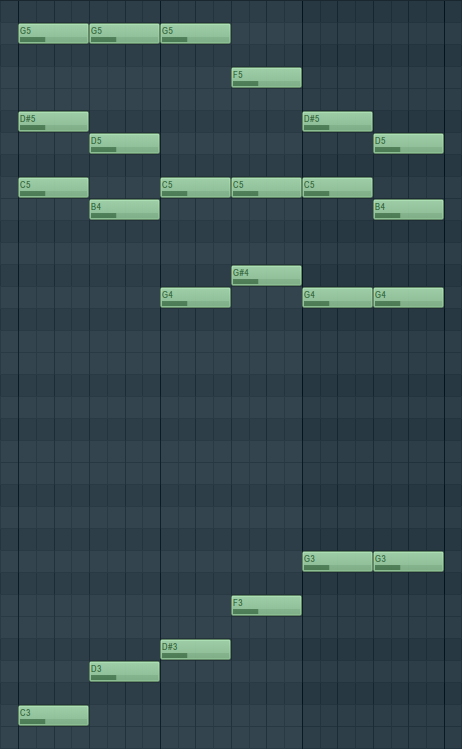 G5 G5 G5
F5
D#5 D#5
D5 D5
C5 C5 C5 C5
B4 B4
G#4
G4 G4 G4
G3 G3
F3
D#3
D3
C3